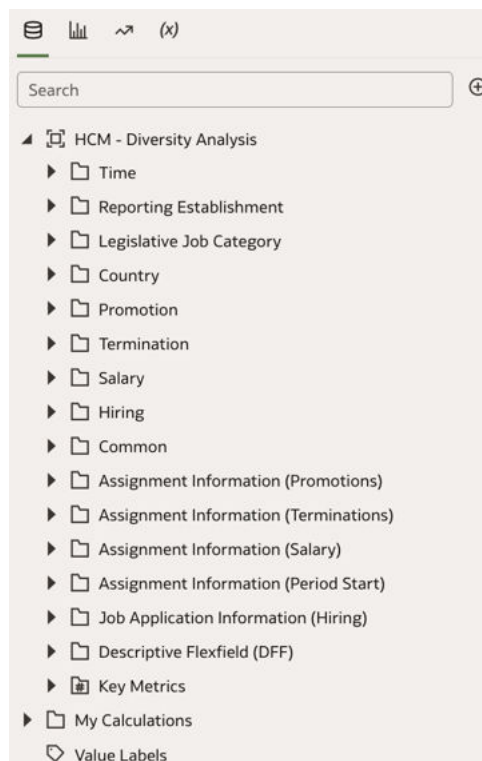 (x)
Search
HCM - Diversity Analysis
Time
Reporting Establishment
Legislative Job Category
Country
Promotion
Termination
Salary
Hiring
Common
Assignment Information (Promotions)
Assignment Information (Terminations)
Assignment Information (Salary)
Assignment Information (Period Start)
Job Application Information (Hiring)
Descriptive Flexfield (DFF)
# Key Metrics
My Calculations
Value Labels